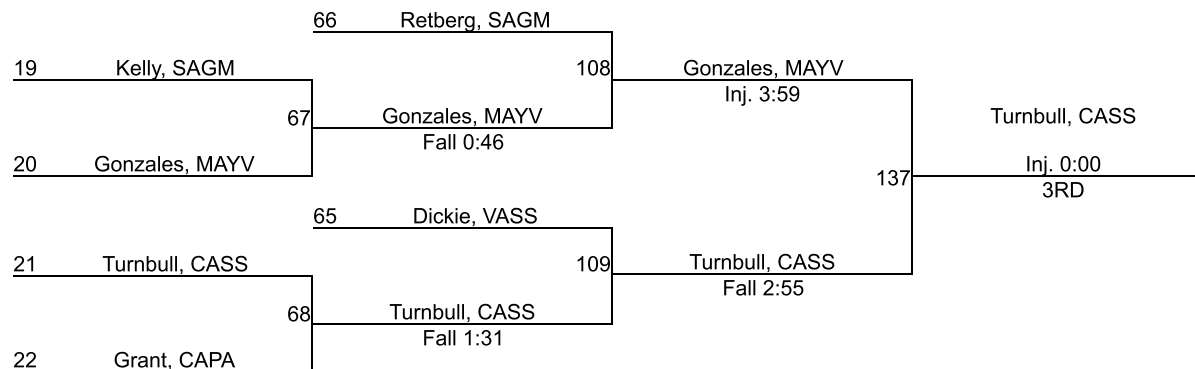 66 Retberg, SAGM
19 Kelly, SAGM
108 Gonzales, MAYV
Inj. 3:59
67 Gonzales, MAYV
Fall 0:46
Turnbull, CASS
20 Gonzales, MAYV
137 Inj. 0:00
3RD
65 Dickie, VASS
21 Turnbull, CASS
109 Turnbull, CASS
Fall 2:55
68 Turnbull, CASS
Fall 1:31
22 Grant, CAPA